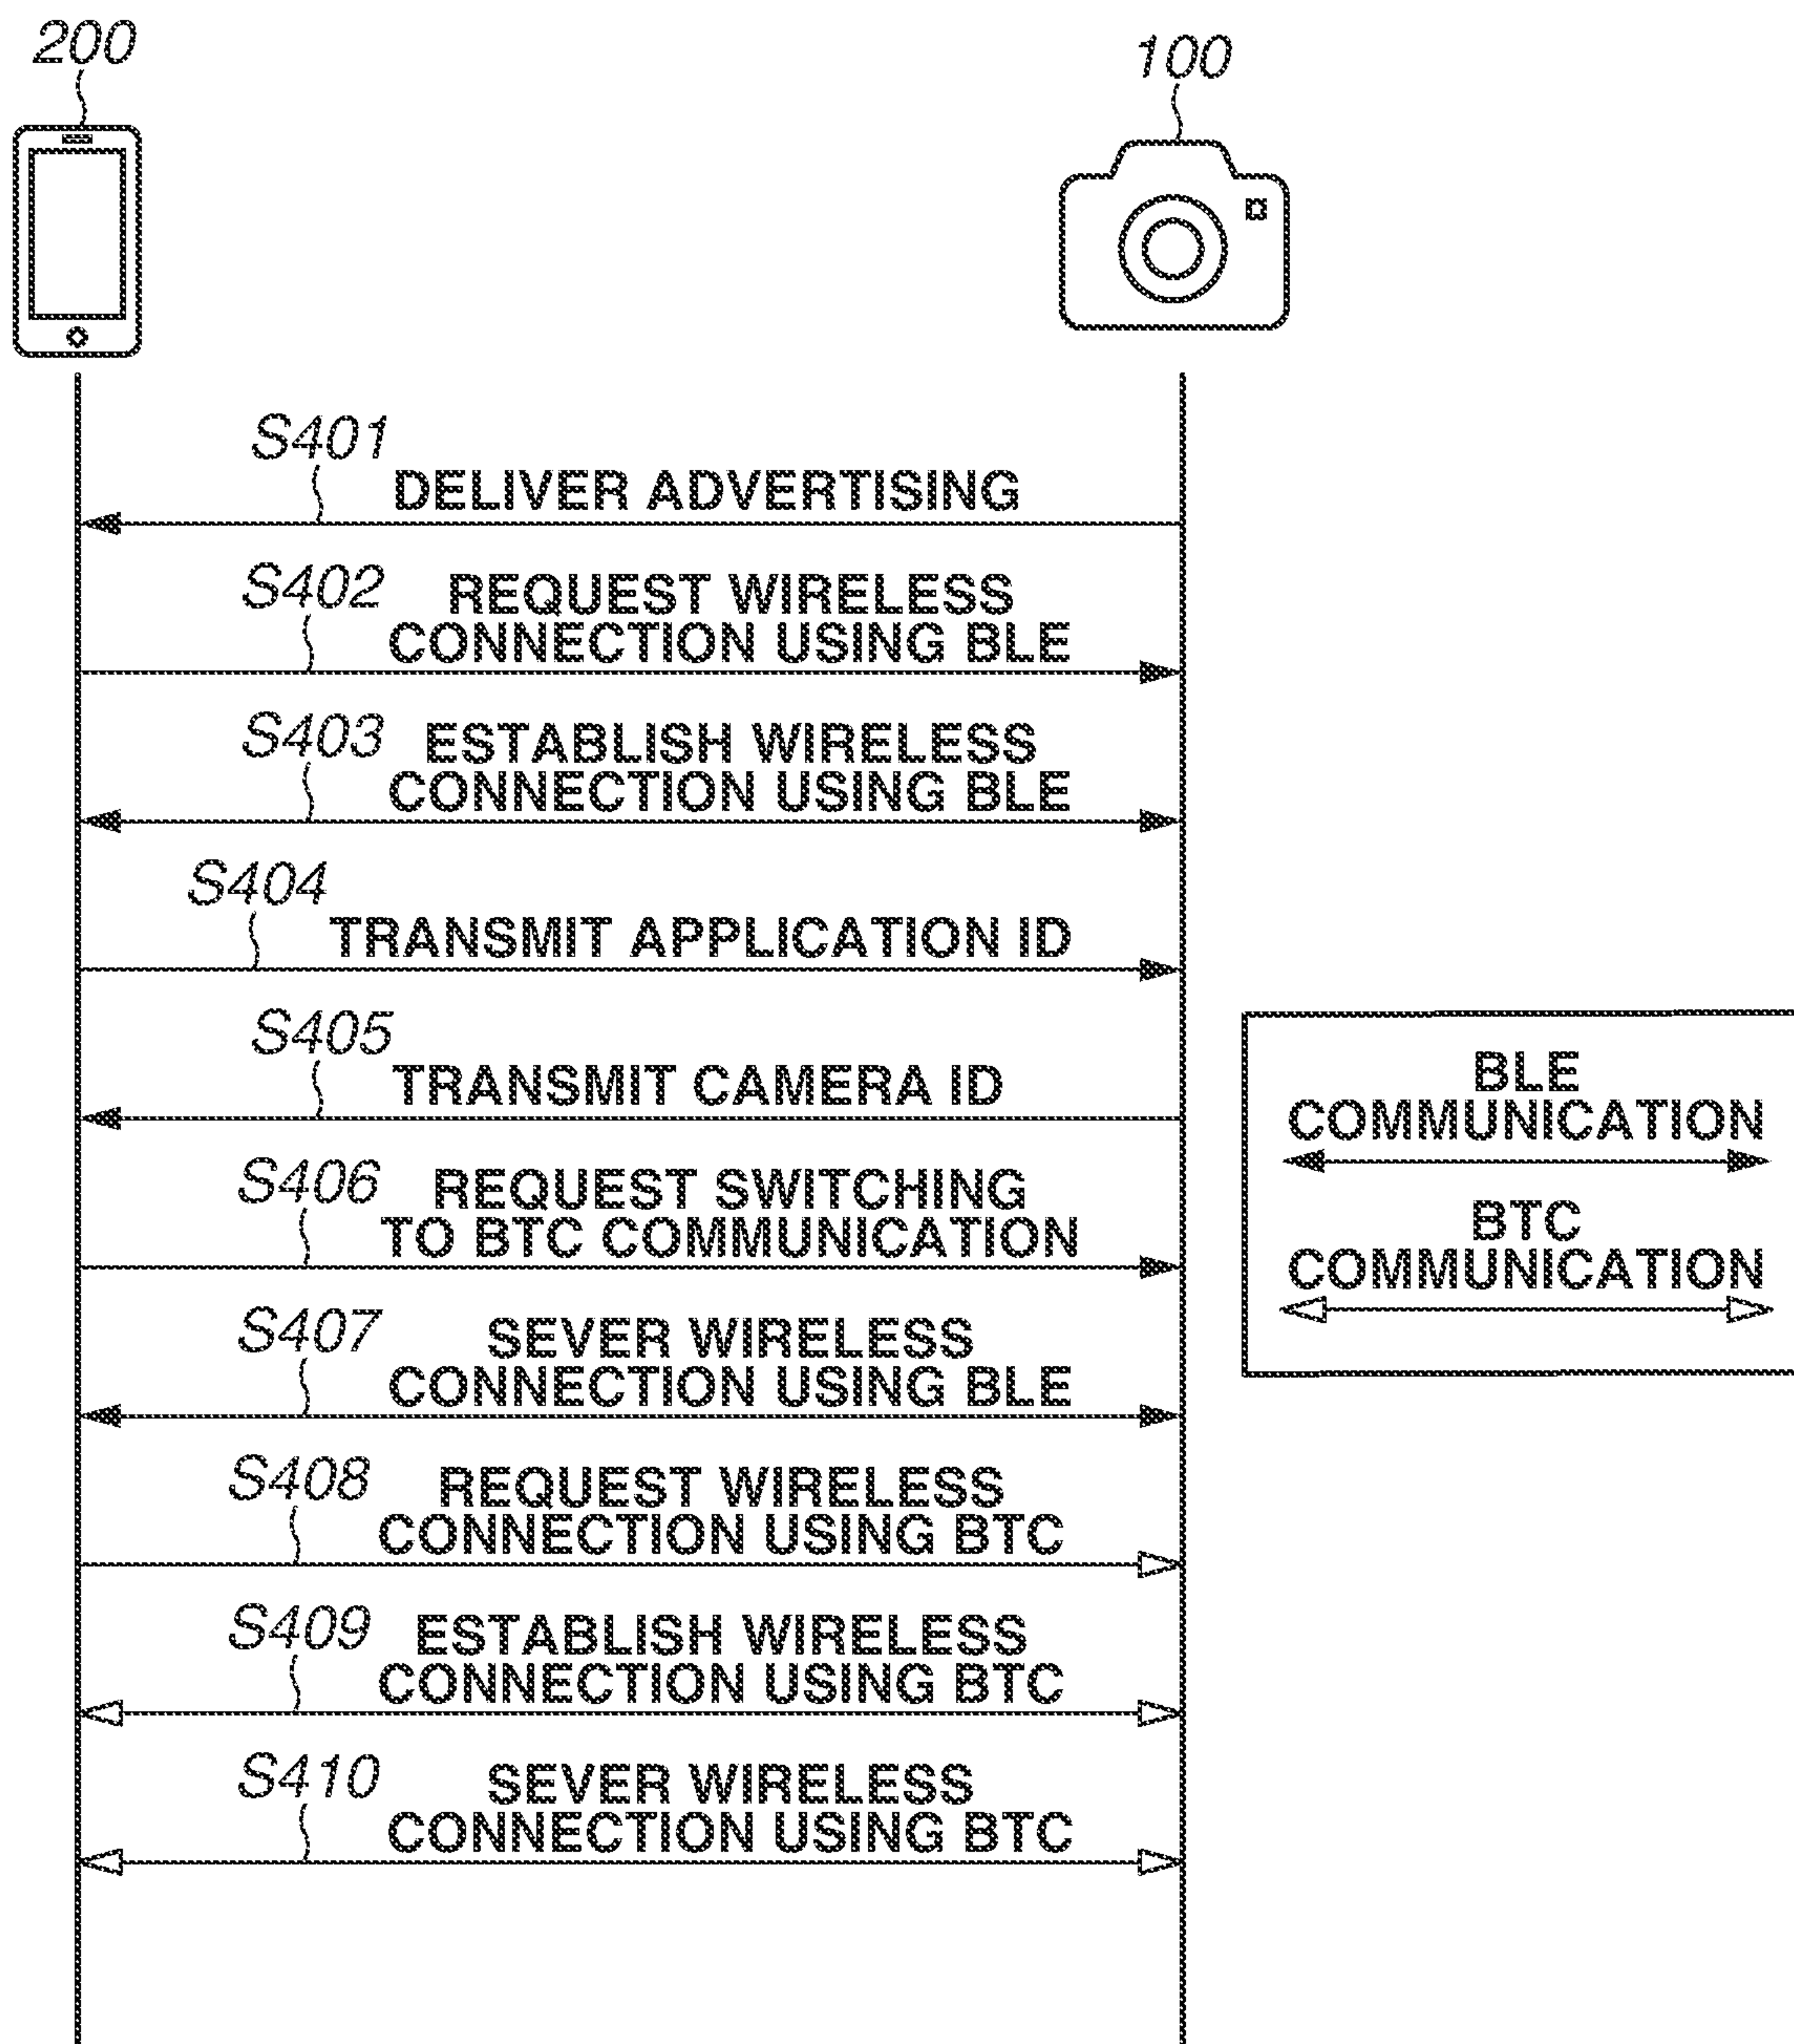 200
100
S401
DELIVER ADVERTISING
S402
REQUEST WIRELESS
CONNECTION USING BLE
S403
ESTABLISH WIRELESS
CONNECTION USING BLE
S404
TRANSMIT APPLICATION ID
S405
TRANSMIT CAMERA ID
S406
REQUEST SWITCHING
TO BTC COMMUNICATION
S407
SEVER WIRELESS
CONNECTION USING BLE
S408
REQUEST WIRELESS
CONNECTION USING BTC
S409
ESTABLISH WIRELESS
CONNECTION USING BTC
S410
SEVER WIRELESS
CONNECTION USING BTC
BLE
COMMUNICATION
BTC
COMMUNICATION